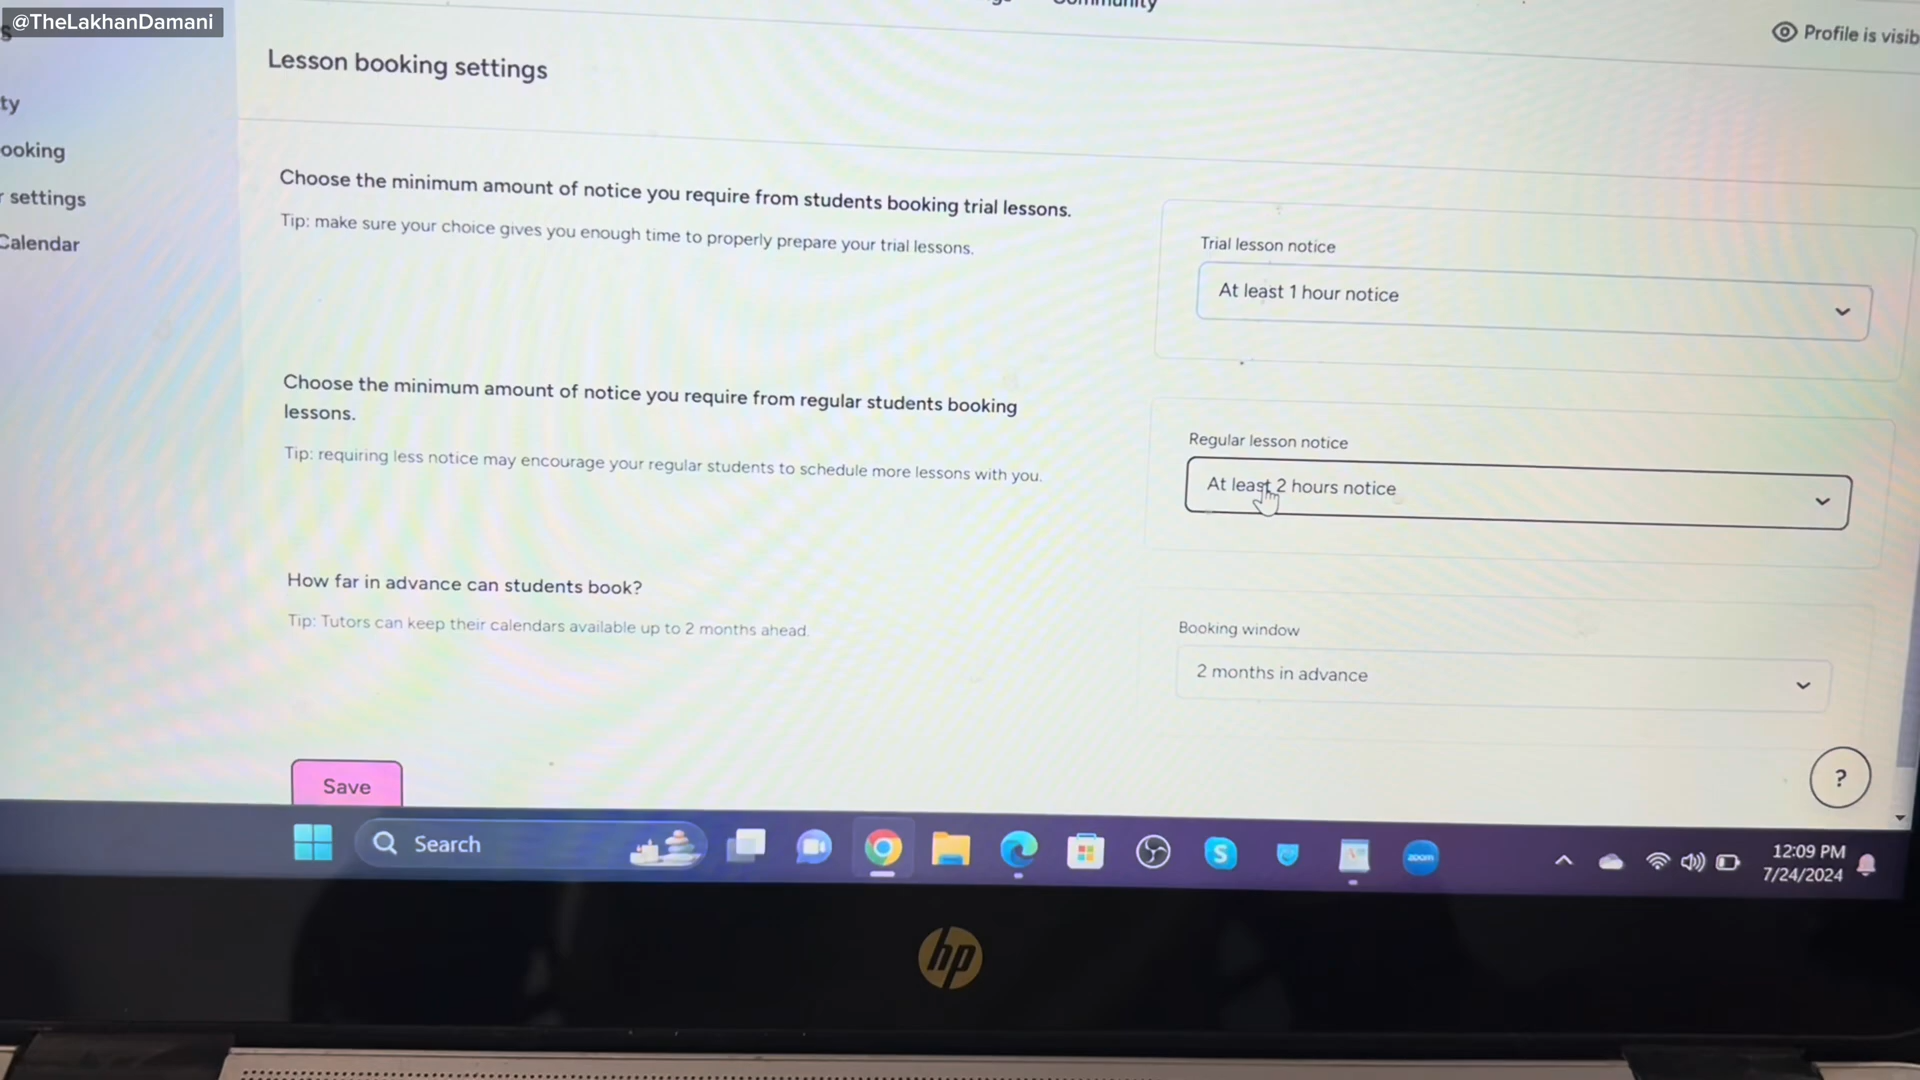 @TheLakhanDamani
Community
Profile is visib
Lesson booking settings
ty
ooking
r settings
Calendar
Choose the minimum amount of notice you require from students booking trial lessons.
Tip: make sure your choice gives you enough time to properly prepare your trial lessons.
Trial lesson notice
At least 1 hour notice
Choose the minimum amount of notice you require from regular students booking
lessons.
Tip: requiring less notice may encourage your regular students to schedule more lessons with you.
Regular lesson notice
At least 2 hours notice
How far in advance can students book?
Tip: Tutors can keep their calendars available up to 2 months ahead.
Booking window
2 months in advance
Save
?
Search
S
zoom
12:09 PM
7/24/2024
hp